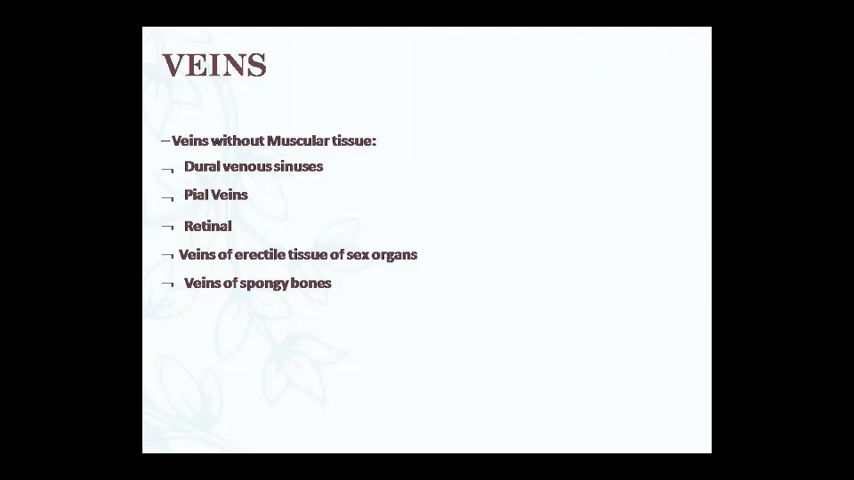 VEINS
– Veins without Muscular tissue:
¬ Dural venous sinuses
¬ Pial Veins
¬ Retinal
¬ Veins of erectile tissue of sex organs
¬ Veins of spongy bones